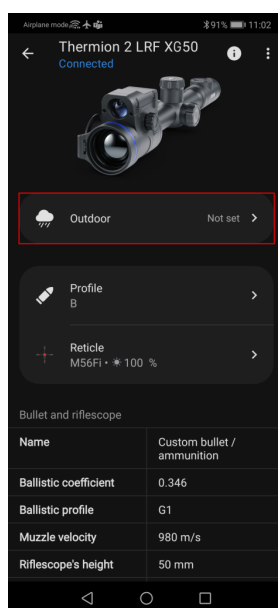 Airplane mode 91% 11:02
Thermion 2 LRF XG50
Connected
Outdoor Not set
Profile
B
Reticle
M56Fi • 100 %
Bullet and riflescope
Name Custom bullet /
ammunition
Ballistic coefficient 0.346
Ballistic profile G1
Muzzle velocity 980 m/s
Riflescope's height 50 mm